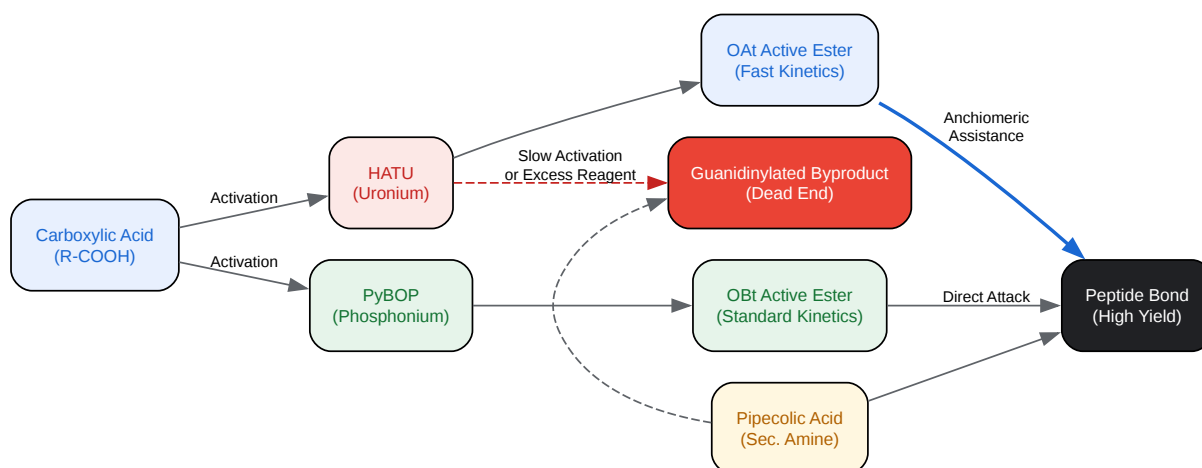 OAt Active Ester
(Fast Kinetics)
Anchiomeric
Assistance
HATU
(Uronium)
Slow Activation
or Excess Reagent
Guanidinylated Byproduct
(Dead End)
Activation
Carboxylic Acid
(R-COOH)
Activation
PyBOP
(Phosphonium)
OBt Active Ester
(Standard Kinetics)
Direct Attack
Peptide Bond
(High Yield)
Pipecolic Acid
(Sec. Amine)